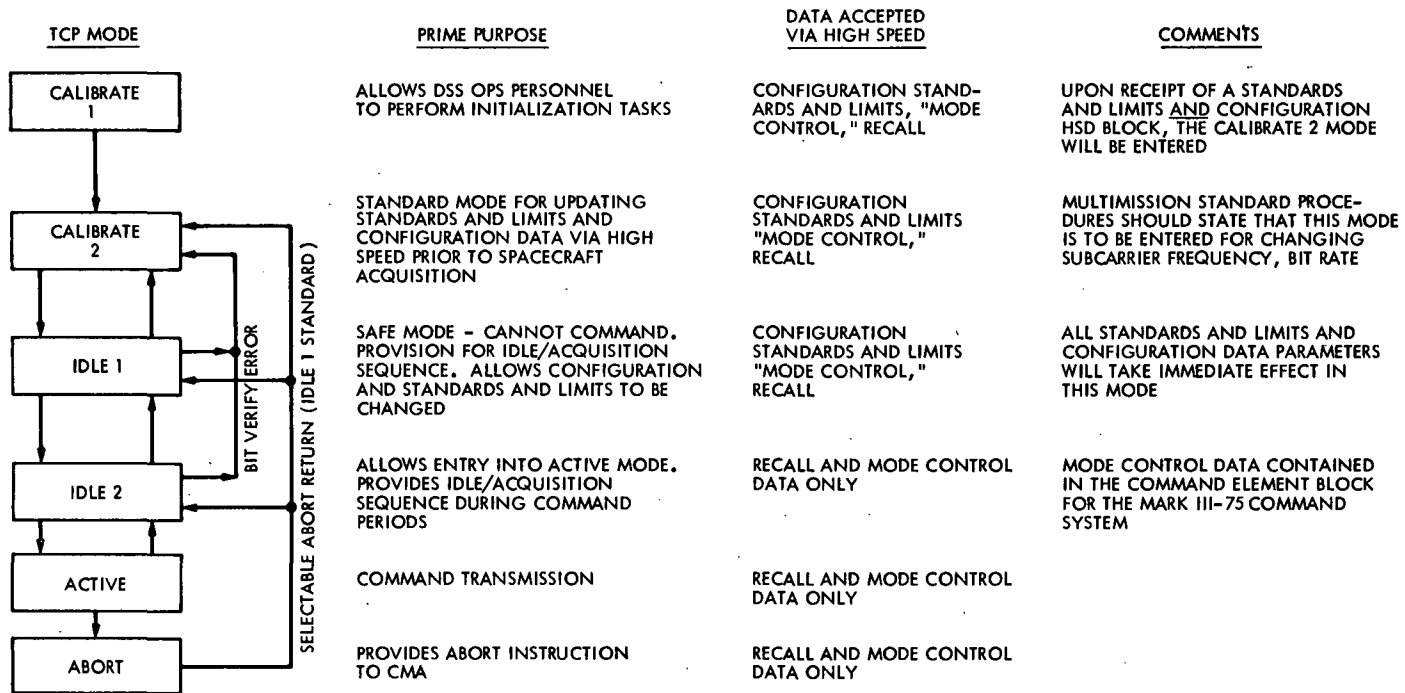 TCP MODE
PRIME PURPOSE
DATA ACCEPTED
VIA HIGH SPEED
COMMENTS
CALIBRATE
1
ALLOWS DSS OPS PERSONNEL
TO PERFORM INITIALIZATION TASKS
CONFIGURATION STAND-
ARDS AND LIMITS, "MODE
CONTROL," RECALL
UPON RECEIPT OF A STANDARDS
AND LIMITS AND CONFIGURATION
HSD BLOCK, THE CALIBRATE 2 MODE
WILL BE ENTERED
CALIBRATE
2
STANDARD MODE FOR UPDATING
STANDARDS AND LIMITS AND
CONFIGURATION DATA VIA HIGH
SPEED PRIOR TO SPACECRAFT
ACQUISITION
CONFIGURATION
STANDARDS AND LIMITS
"MODE CONTROL,"
RECALL
MULTIMISSION STANDARD PROCE-
DURES SHOULD STATE THAT THIS MODE
IS TO BE ENTERED FOR CHANGING
SUBCARRIER FREQUENCY, BIT RATE
IDLE 1
SAFE MODE - CANNOT COMMAND.
PROVISION FOR IDLE/ACQUISITION
SEQUENCE. ALLOWS CONFIGURATION
AND STANDARDS AND LIMITS TO BE
CHANGED
CONFIGURATION
STANDARDS AND LIMITS
"MODE CONTROL,"
RECALL
ALL STANDARDS AND LIMITS AND
CONFIGURATION DATA PARAMETERS
WILL TAKE IMMEDIATE EFFECT IN
THIS MODE
IDLE 2
ALLOWS ENTRY INTO ACTIVE MODE.
PROVIDES IDLE/ACQUISITION
SEQUENCE DURING COMMAND
PERIODS
RECALL AND MODE CONTROL
DATA ONLY
MODE CONTROL DATA CONTAINED
IN THE COMMAND ELEMENT BLOCK
FOR THE MARK III-75 COMMAND
SYSTEM
ACTIVE
COMMAND TRANSMISSION
RECALL AND MODE CONTROL
DATA ONLY
ABORT
PROVIDES ABORT INSTRUCTION
TO CMA
RECALL AND MODE CONTROL
DATA ONLY
BIT VERIFY ERROR
SELECTABLE ABORT RETURN (IDLE 1 STANDARD)